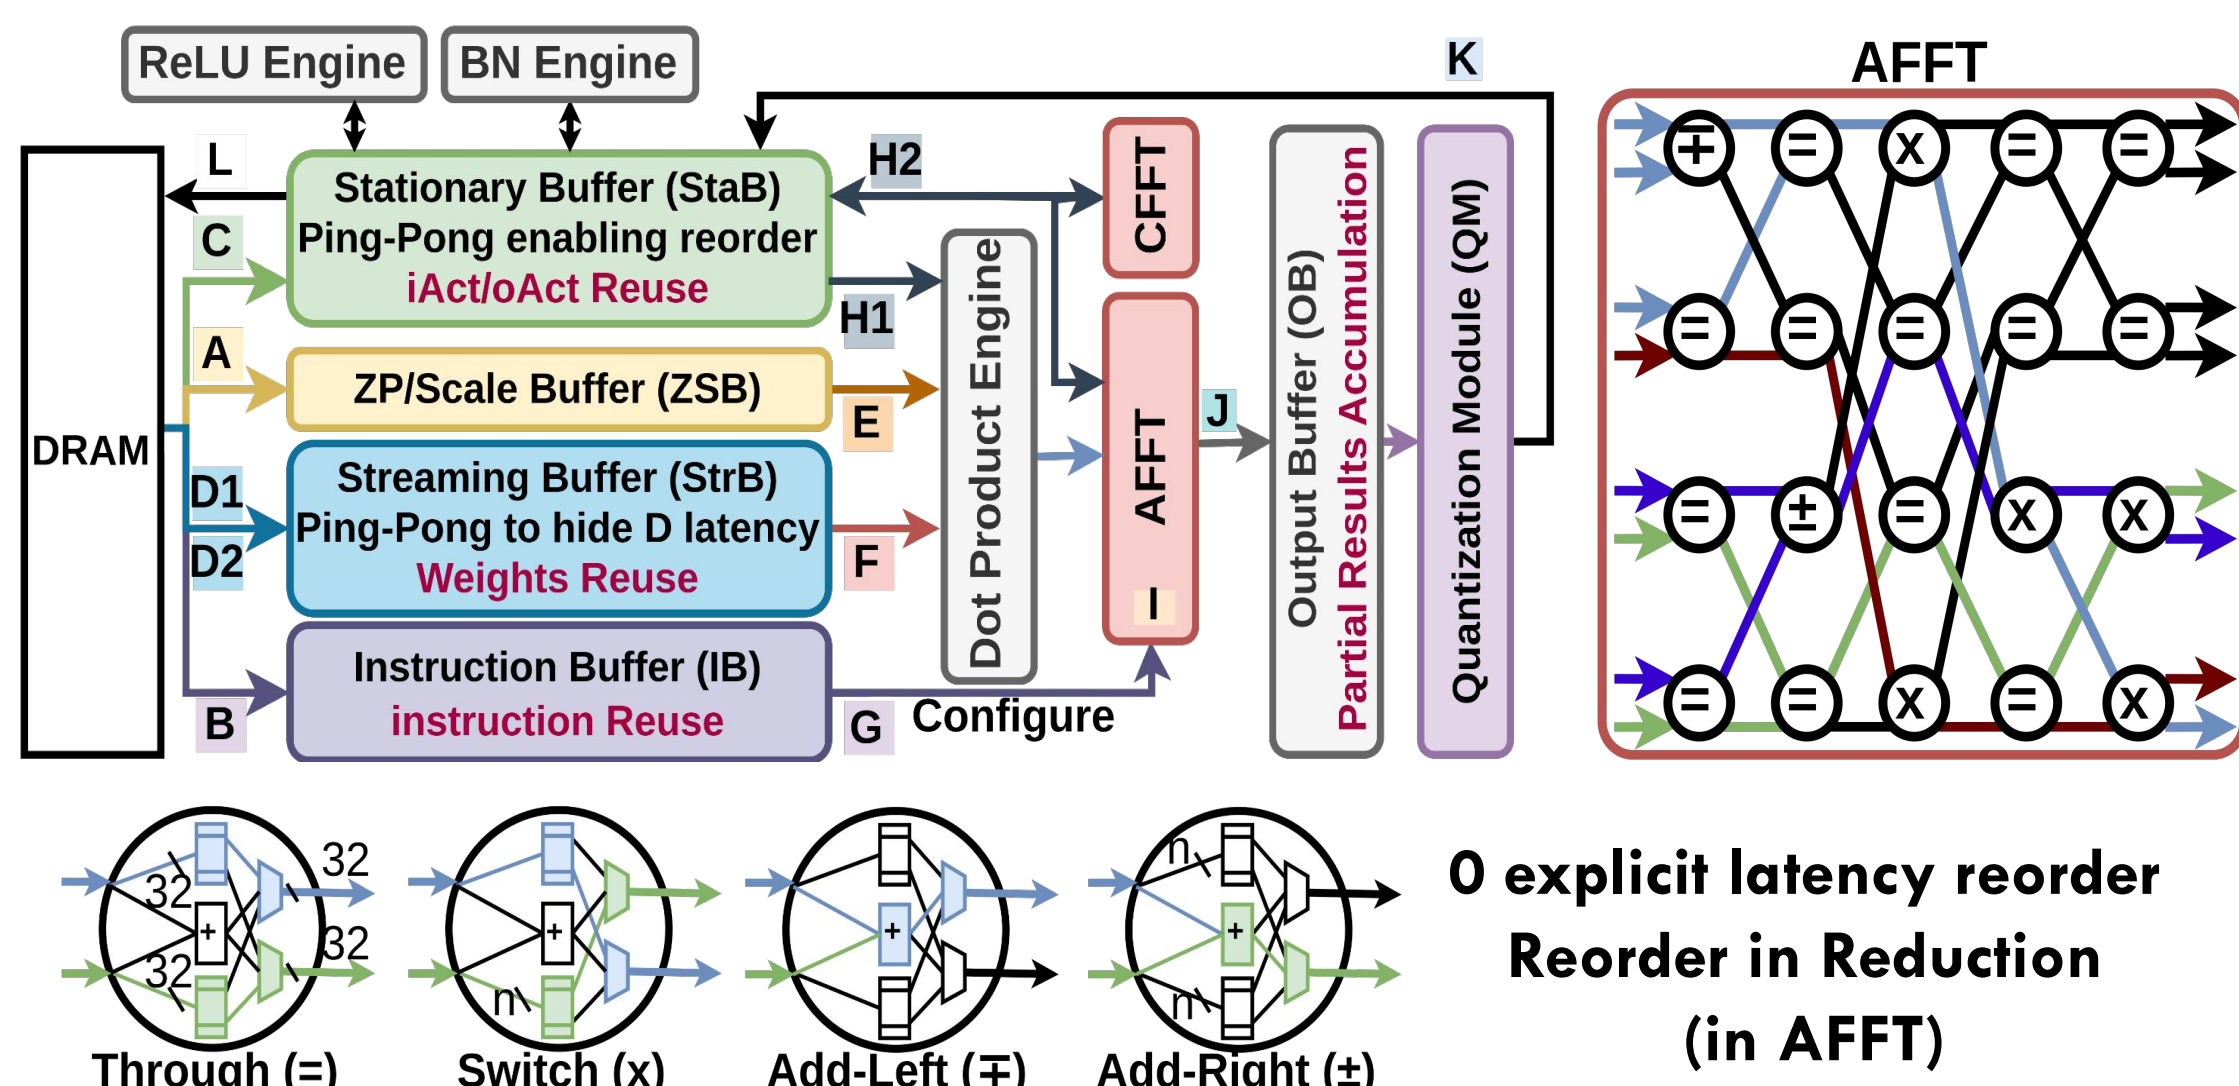 ReLU Engine
BN Engine
K
AFFT
L
H2
CFFT
DRAM
Stationary Buffer (StaB)
Ping-Pong enabling reorder
iAct/oAct Reuse
C
H1
A
ZP/Scale Buffer (ZSB)
E
D1
D2
Streaming Buffer (StrB)
Ping-Pong to hide D latency
Weights Reuse
F
B
Instruction Buffer (IB)
instruction Reuse
G
Configure
Dot Product Engine
I AFFT
J
Output Buffer (OB)
Partial Results Accumulation
Quantization Module (QM)
∓ = x = =
= = = = =
= ± = x x
= = x = x
32
32
32
32
+
Through (=)
n
+
Switch (x)
+
Add-Left (∓)
n
n
+
Add-Right (±)
0 explicit latency reorder
Reorder in Reduction
(in AFFT)